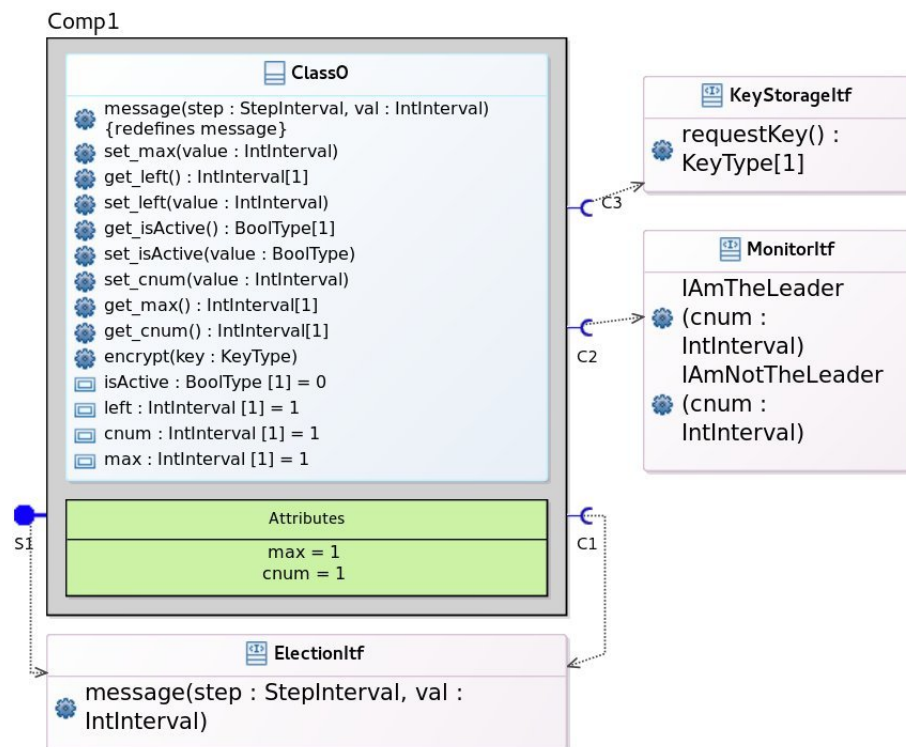 Comp1
Class0
message(step : StepInterval, val : IntInterval)
{redefines message}
set_max(value : IntInterval)
get_left() : IntInterval[1]
set_left(value : IntInterval)
get_isActive() : BoolType[1]
set_isActive(value : BoolType)
set_cnum(value : IntInterval)
get_max() : IntInterval[1]
get_cnum() : IntInterval[1]
encrypt(key : KeyType)
isActive : BoolType [1] = 0
left : IntInterval [1] = 1
cnum : IntInterval [1] = 1
max : IntInterval [1] = 1
Attributes
max = 1
cnum = 1
S1
C3
C2
C1
KeyStorageItf
requestKey() :
KeyType[1]
MonitorItf
IAmTheLeader
(cnum :
IntInterval)
IAmNotTheLeader
(cnum :
IntInterval)
ElectionItf
message(step : StepInterval, val :
IntInterval)